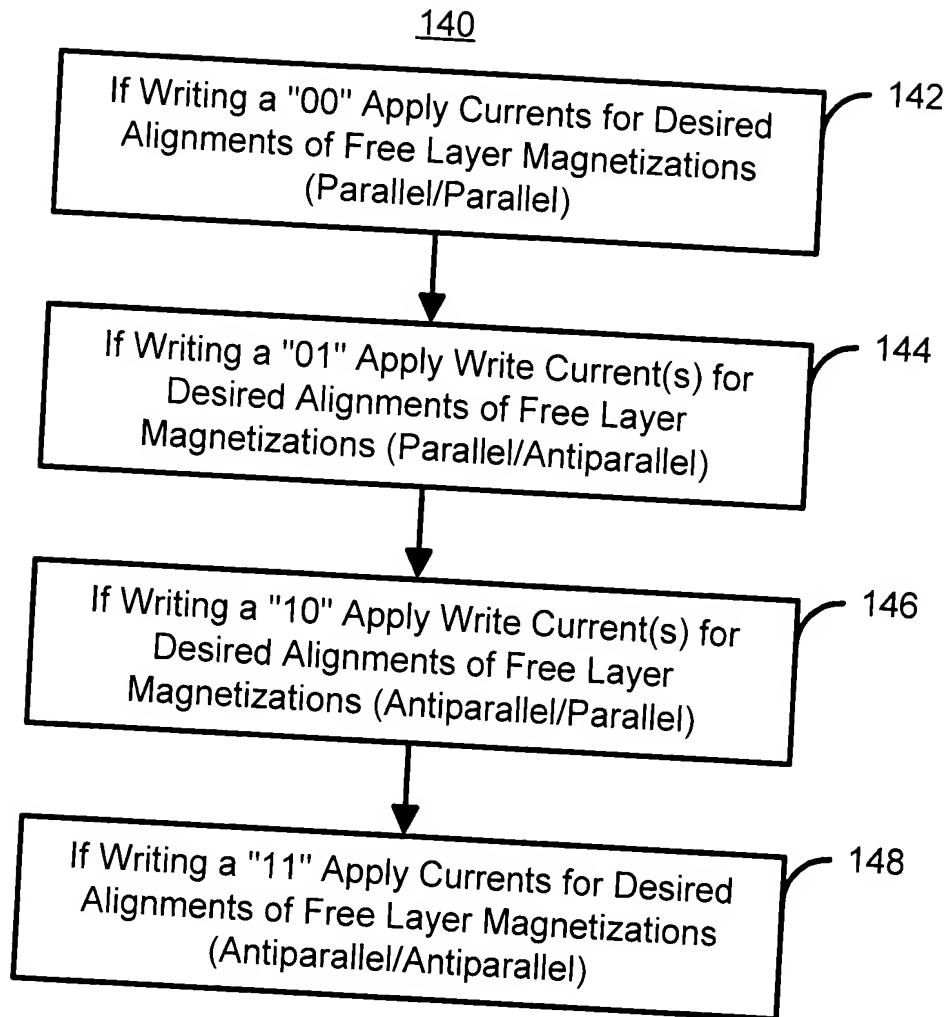 140
If Writing a "00" Apply Currents for Desired
Alignments of Free Layer Magnetizations
(Parallel/Parallel)
142
If Writing a "01" Apply Write Current(s) for
Desired Alignments of Free Layer
Magnetizations (Parallel/Antiparallel)
144
If Writing a "10" Apply Write Current(s) for
Desired Alignments of Free Layer
Magnetizations (Antiparallel/Parallel)
146
If Writing a "11" Apply Currents for Desired
Alignments of Free Layer Magnetizations
(Antiparallel/Antiparallel)
148